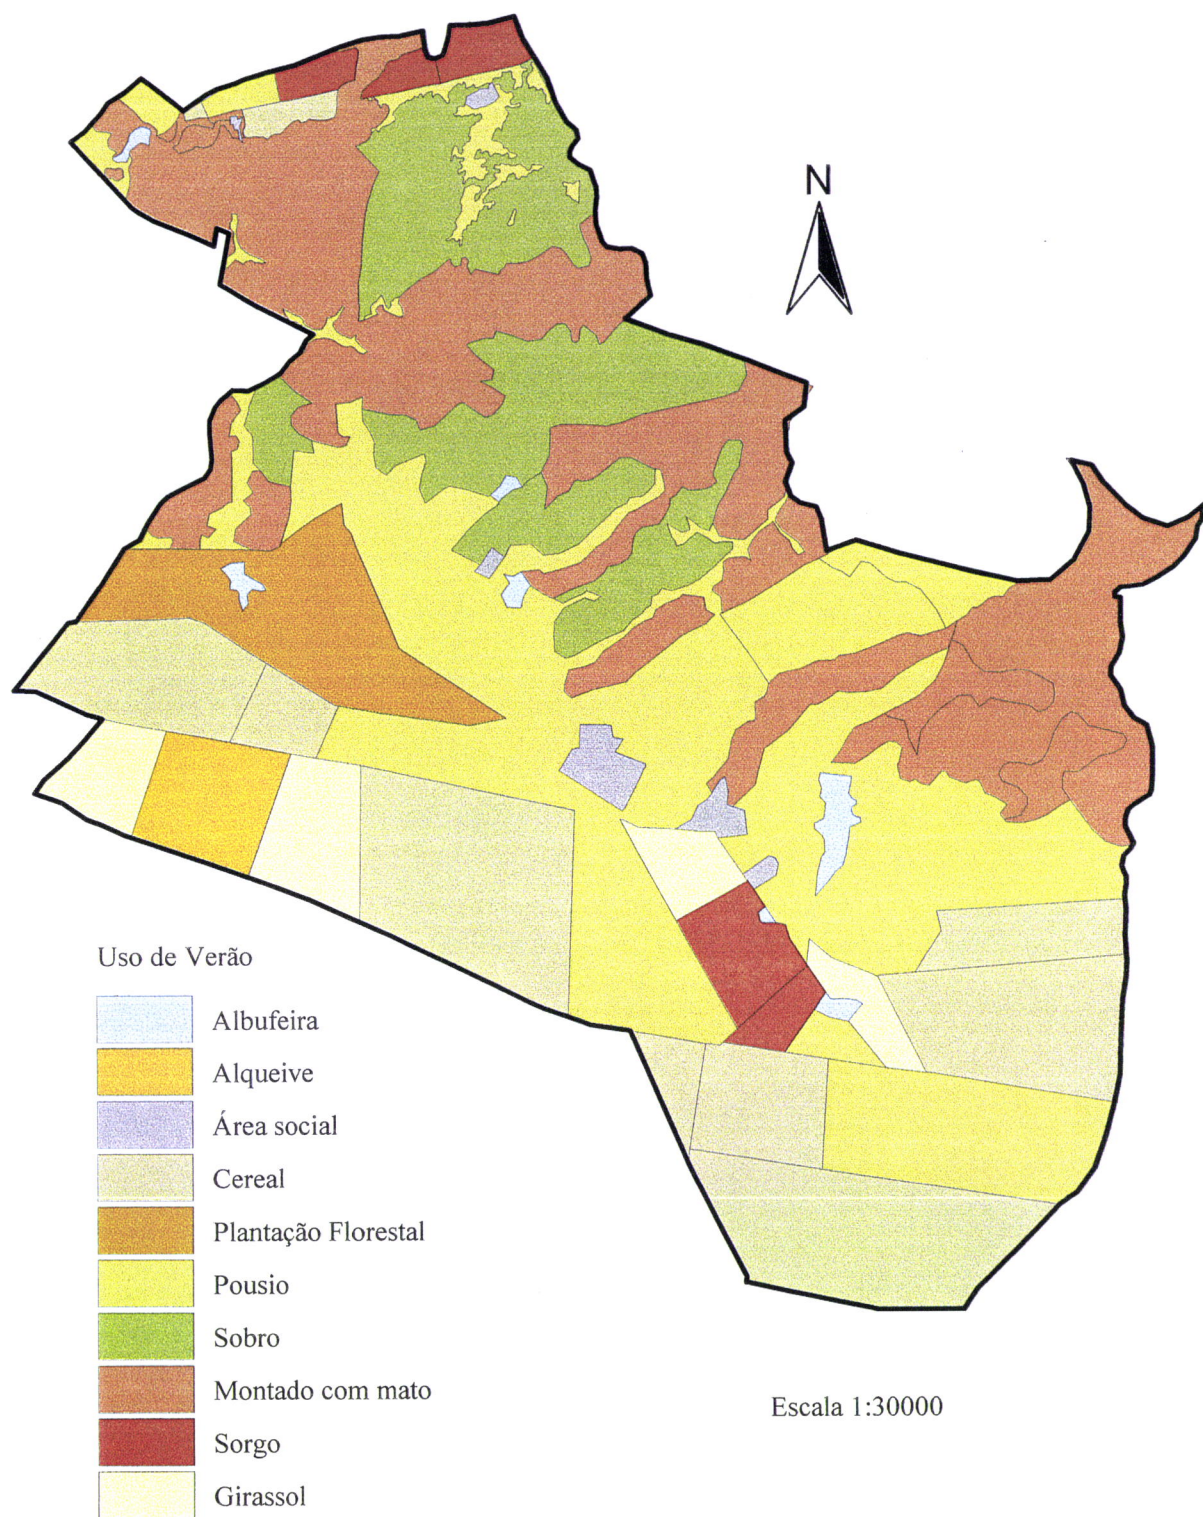 N
Uso de Verão
Albufeira
Alqueive
Área social
Cereal
Plantação Florestal
Pousio
Sobro
Montado com mato
Sorgo
Girassol
Escala 1:30000